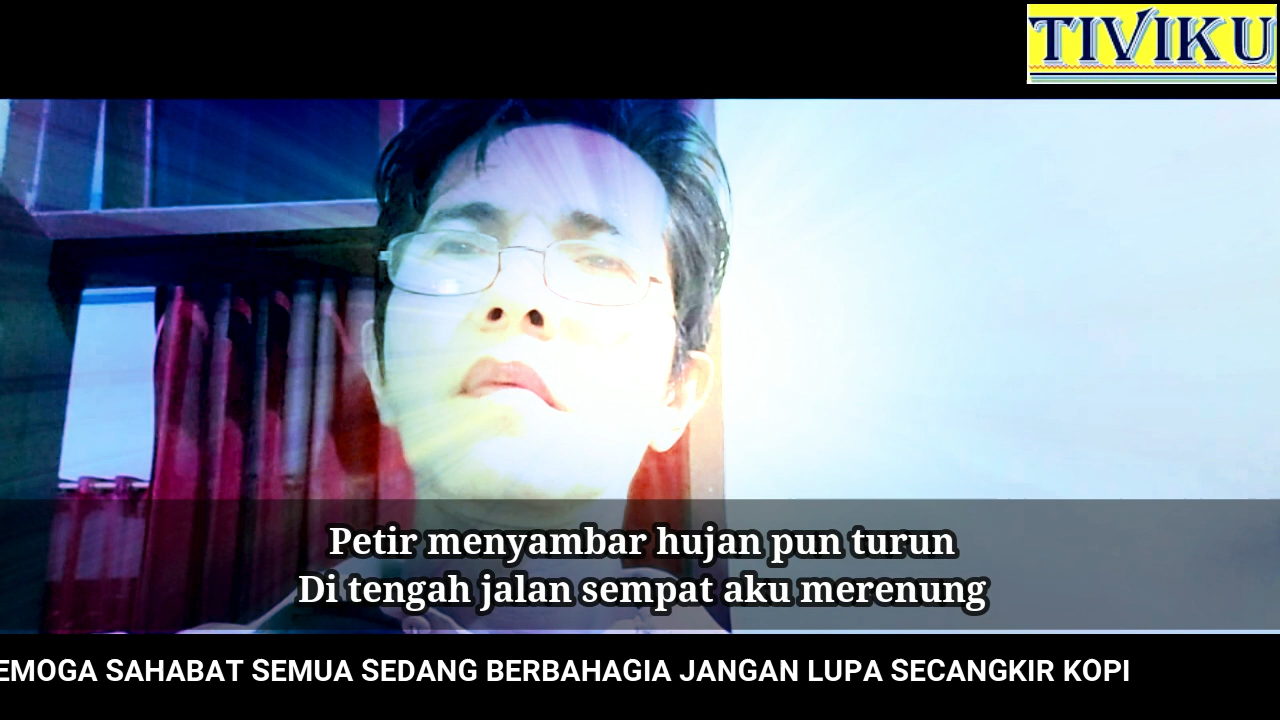 TIVIKU
Petir menyambar hujan pun turun
Di tengah jalan sempat aku merenung
EMOGA SAHABAT SEMUA SEDANG BERBAHAGIA JANGAN LUPA SECANGKIR KOPI